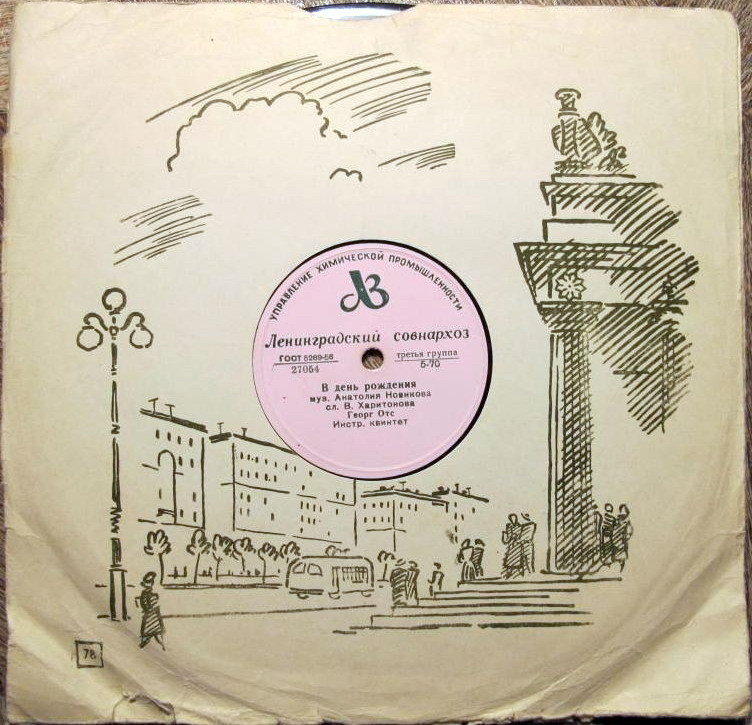 УПРАВЛЕНИЕ ХИМИЧЕСКОЙ ПРОМЫШЛЕННОСТИ
Ленинградский совнархоз
ГОСТ 5289-56
27054
третья группа
5-70
В день рождения
муз. Анатолия Новикова
сл. В. Харитонова
Георг Отс
Инстр. квинтет
78